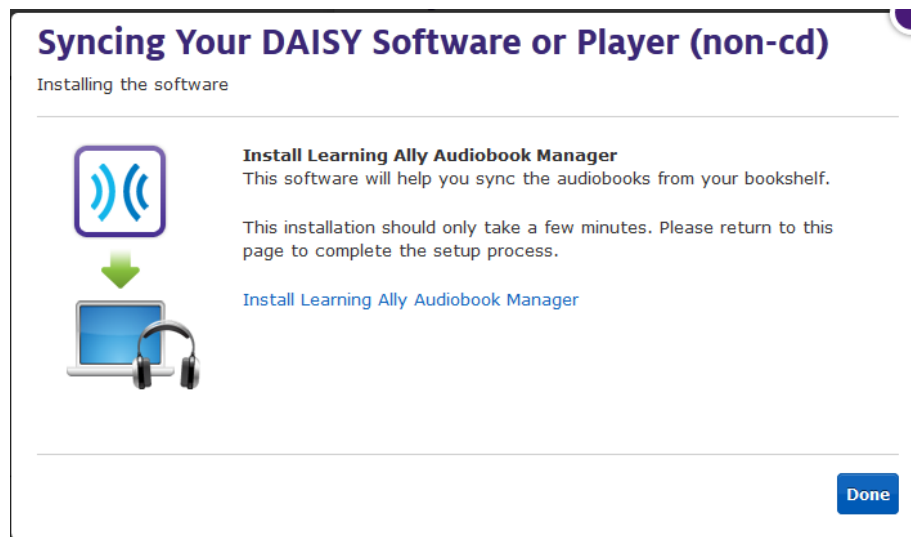 Syncing Your DAISY Software or Player (non-cd)
Installing the software
Install Learning Ally Audiobook Manager
This software will help you sync the audiobooks from your bookshelf.
This installation should only take a few minutes. Please return to this
page to complete the setup process.
Install Learning Ally Audiobook Manager
Done